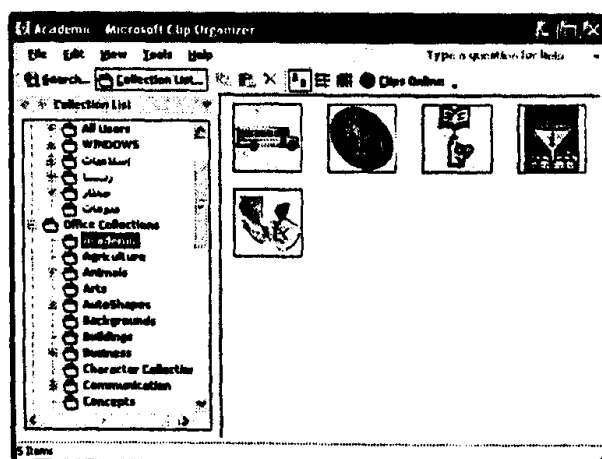 Academic - Microsoft Clip Organizer
File Edit View Tools Help Type a question for help
Search... Collection List... Clips Online
Collection List
All Users
WINDOWS
منوعات
Office Collections
Academic
Agriculture
Animals
Arts
AutoShapes
Backgrounds
Buildings
Business
Character Collection
Communication
Concepts
5 Items